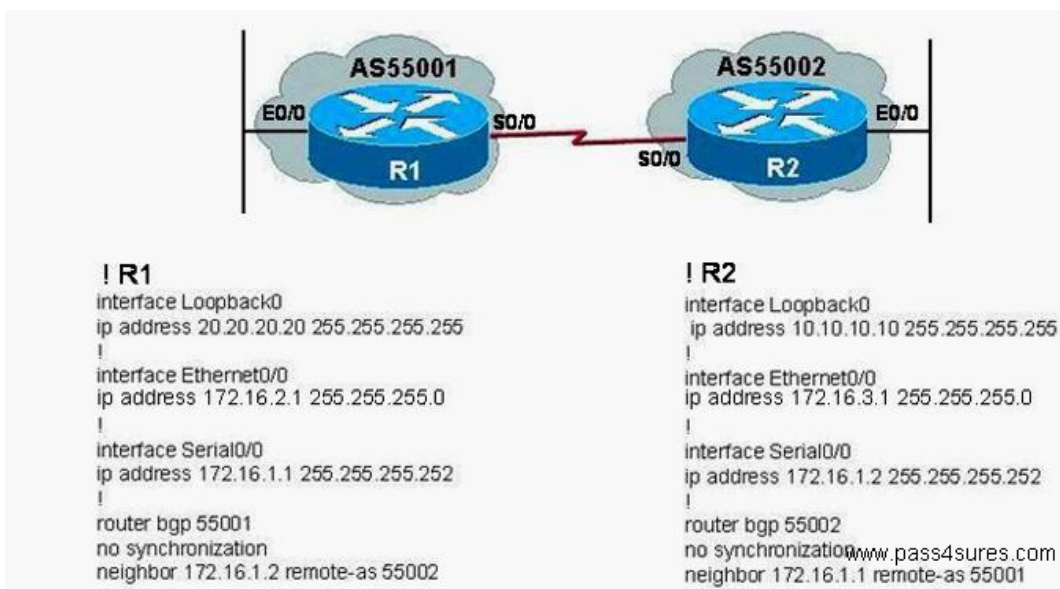 AS55001
AS55002
E0/0
S0/0
S0/0
E0/0
R1
R2
! R1
interface Loopback0
ip address 20.20.20.20 255.255.255.255
!
interface Ethernet0/0
ip address 172.16.2.1 255.255.255.0
!
interface Serial0/0
ip address 172.16.1.1 255.255.255.252
!
router bgp 55001
no synchronization
neighbor 172.16.1.2 remote-as 55002
! R2
interface Loopback0
ip address 10.10.10.10 255.255.255.255
!
interface Ethernet0/0
ip address 172.16.3.1 255.255.255.0
!
interface Serial0/0
ip address 172.16.1.2 255.255.255.252
!
router bgp 55002
no synchronization
www.pass4sures.com
neighbor 172.16.1.1 remote-as 55001